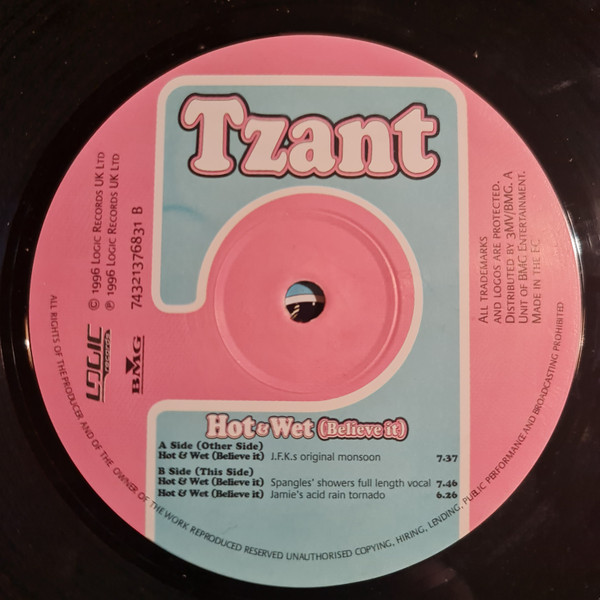 Tzant
© 1996 Logic Records UK Ltd
℗ 1996 Logic Records UK Ltd
74321376831 B
LOGIC
records
BMG
All trademarks
and logos are protected.
Distributed by 3MV/BMG. A
Unit of BMG Entertainment.
Made in the EC
Hot & Wet (Believe it)
A Side (Other Side)
Hot & Wet (Believe it) J.F.K.s original monsoon 7.37
B Side (This Side)
Hot & Wet (Believe it) Spangles' showers full length vocal 7.46
Hot & Wet (Believe it) Jamie's acid rain tornado 6.26
ALL RIGHTS OF THE PRODUCER AND OF THE OWNER OF THE WORK REPRODUCED RESERVED UNAUTHORISED COPYING, HIRING, LENDING, PUBLIC PERFORMANCE AND BROADCASTING PROHIBITED